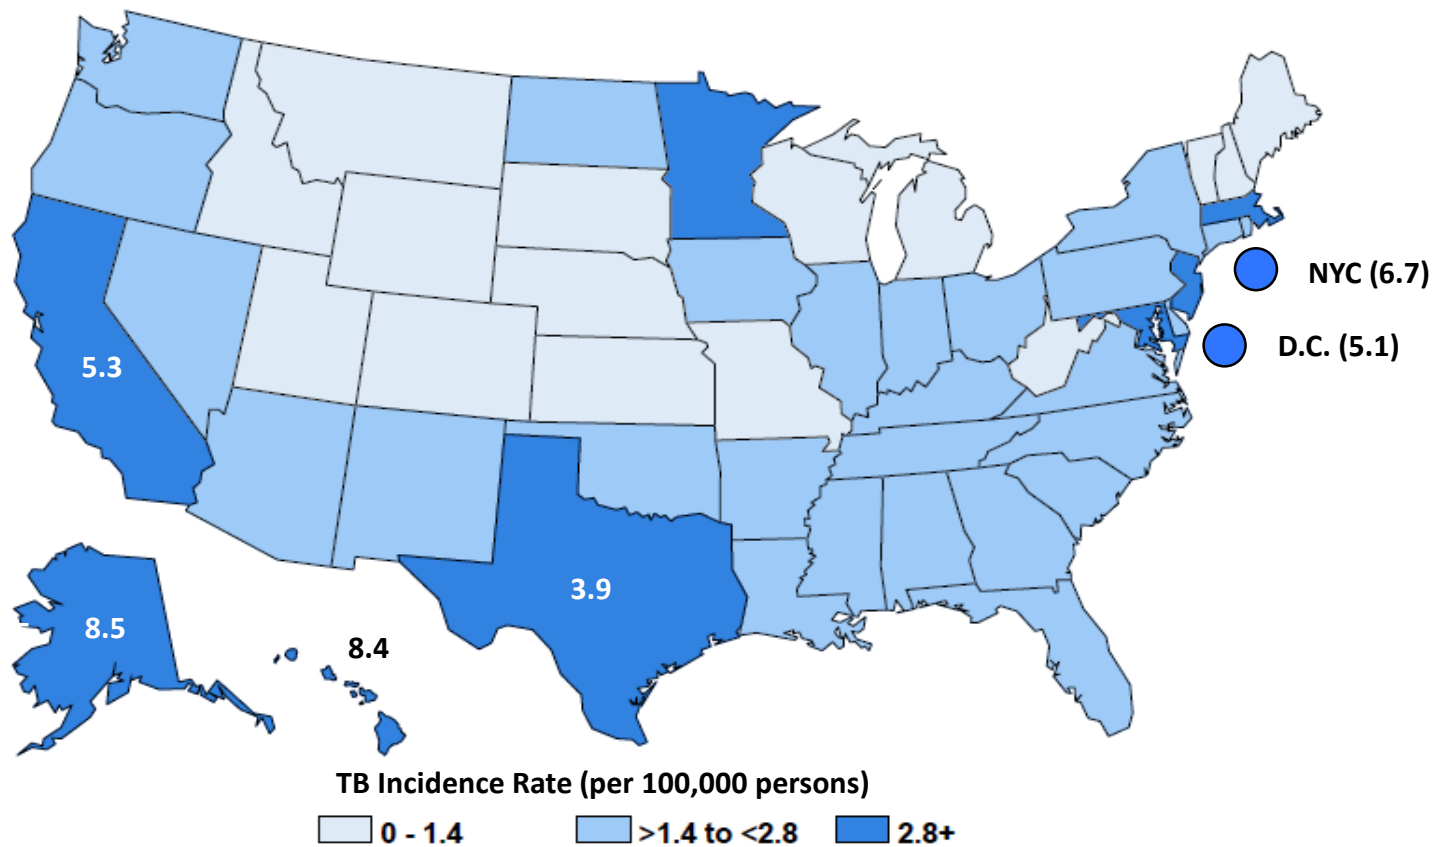 NYC (6.7)
D.C. (5.1)
5.3
3.9
8.5
8.4
TB Incidence Rate (per 100,000 persons)
0 - 1.4 >1.4 to <2.8 2.8+